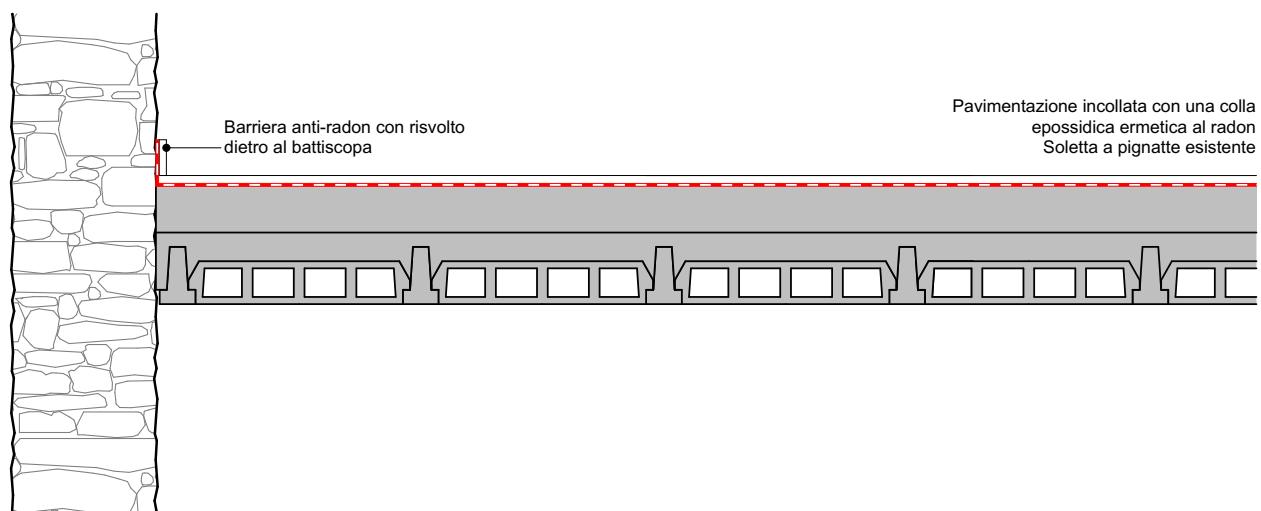 Barriera anti-radon con risvolto
dietro al battiscopa
Pavimentazione incollata con una colla
epossidica ermetica al radon
Soletta a pignatte esistente